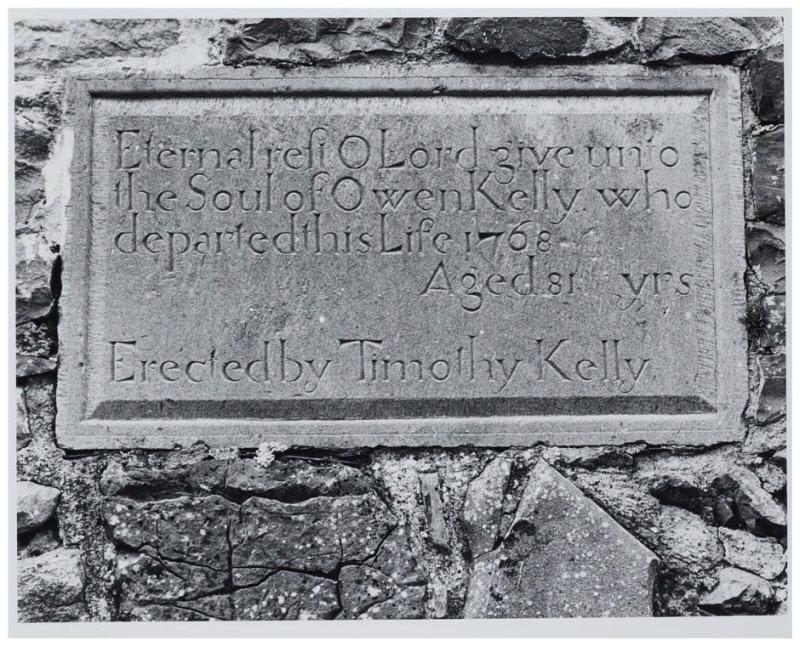 Eternal reſt O Lord give unto
the Soul of Owen Kelly who
departed this Life 1768
Aged 81 yrs
Erected by Timothy Kelly